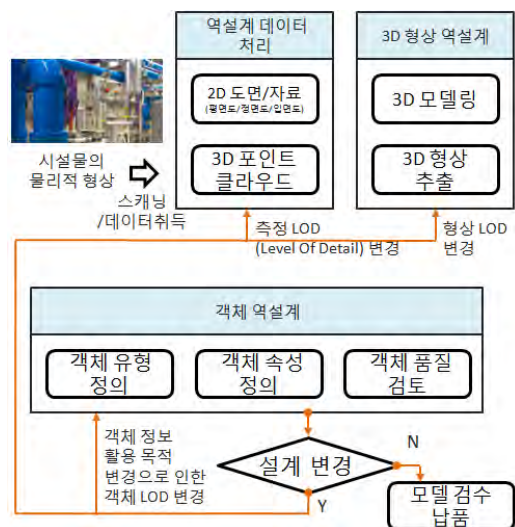 역설계 데이터
처리
2D 도면/자료
(평면도/정면도/입면도)
3D 포인트
클라우드
3D 형상 역설계
3D 모델링
3D 형상
추출
시설물의
물리적 형상
스캐닝
/데이터취득
측정 LOD
(Level Of Detail) 변경
형상 LOD
변경
객체 역설계
객체 유형
정의
객체 속성
정의
객체 품질
검토
객체 정보
활용 목적
변경으로 인한
객체 LOD 변경
설계 변경
N
Y
모델 검수
납품